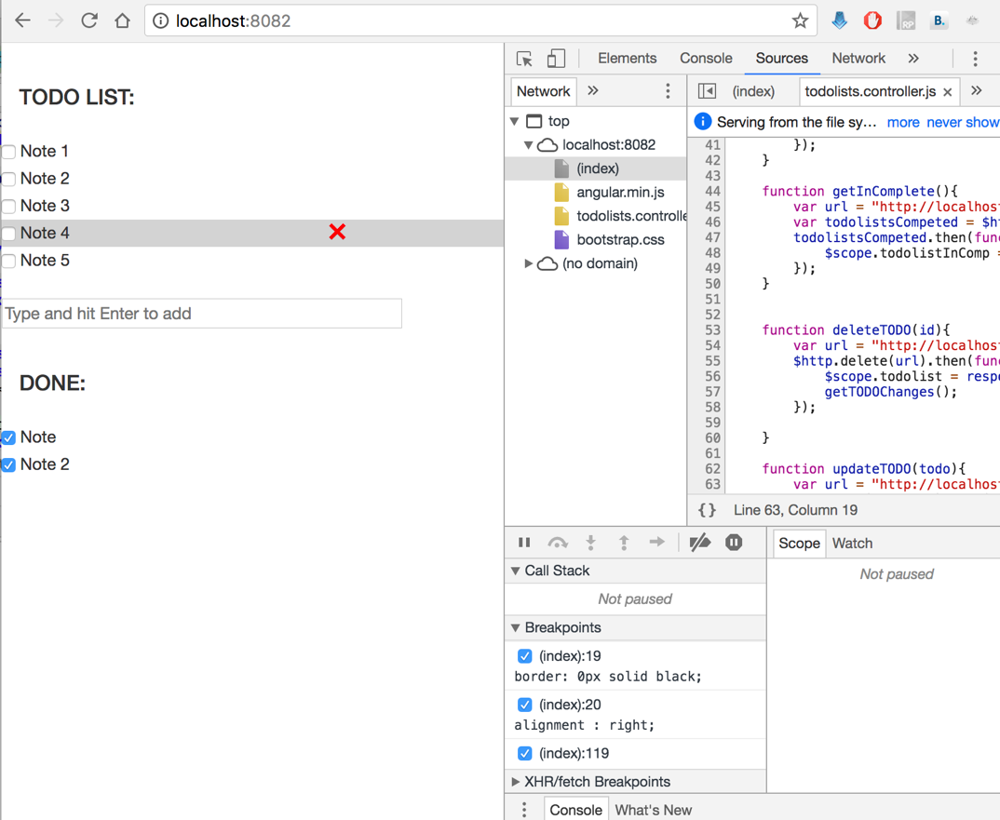 localhost:8082
RP
B.
TODO LIST:
Note 1
Note 2
Note 3
Note 4
Note 5
Type and hit Enter to add
DONE:
Note
Note 2
Elements Console Sources Network »
Network »
(index) todolists.controller.js × »
top
localhost:8082
(index)
angular.min.js
todolists.controlle
bootstrap.css
(no domain)
i Serving from the file sy… more never show
41 });
42 }
43
44 function getInComplete(){
45 var url = "http://localhost
46 var todolistsCompeted = $ht
47 todolistsCompeted.then(func
48 $scope.todolistInComp =
49 });
50 }
51
52
53 function deleteTODO(id){
54 var url = "http://localhost
55 $http.delete(url).then(func
56 $scope.todolist = respo
57 getTODOChanges();
58 });
59
60 }
61
62 function updateTODO(todo){
63 var url = "http://localhost
{} Line 63, Column 19
Call Stack
Not paused
Breakpoints
(index):19
border: 0px solid black;
(index):20
alignment : right;
(index):119
XHR/fetch Breakpoints
Scope Watch
Not paused
Console What's New